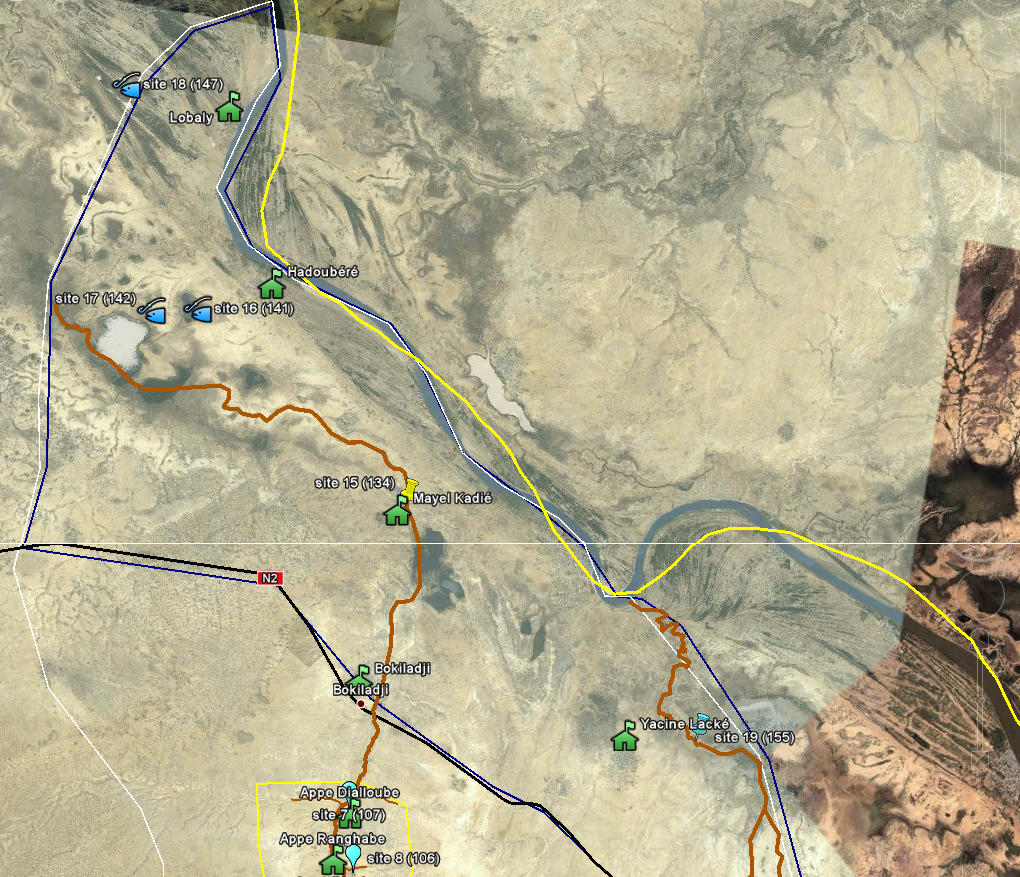 site 18 (147)
Lobaly
Hadoubéré
site 17 (142)
site 16 (141)
site 15 (134)
Mayel Kadié
N2
Bokiladji
Bokiladji
Yacine Lacké
site 19 (155)
Appe Dialloube
site 7 (107)
Appe Ranghabe
site 8 (106)